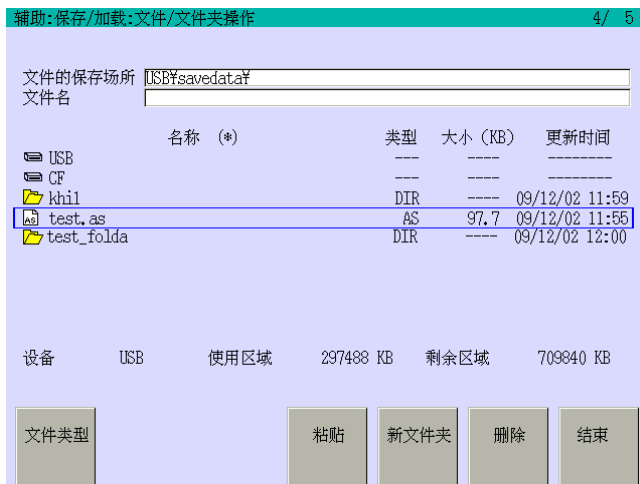 辅助:保存/加载:文件/文件夹操作 4/ 5
文件的保存场所 USB¥savedata¥
文件名
名称 (*) 类型 大小 (KB) 更新时间
USB --- ---- --------
CF --- ---- --------
khi1 DIR ---- 09/12/02 11:59
AS test.as AS 97.7 09/12/02 11:55
test_folda DIR ---- 09/12/02 12:00
设备 USB 使用区域 297488 KB 剩余区域 709840 KB
文件类型 粘贴 新文件夹 删除 结束